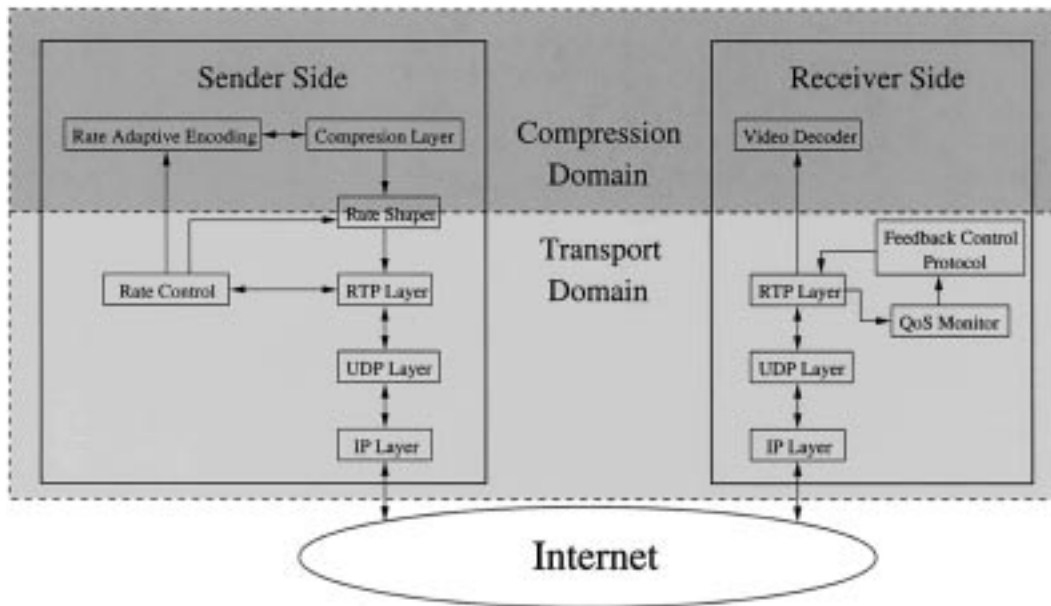 Sender Side
Receiver Side
Rate Adaptive Encoding
Compresion Layer
Compression
Domain
Video Decoder
Rate Shaper
Transport
Domain
Feedback Control
Protocol
Rate Control
RTP Layer
RTP Layer
QoS Monitor
UDP Layer
UDP Layer
IP Layer
IP Layer
Internet